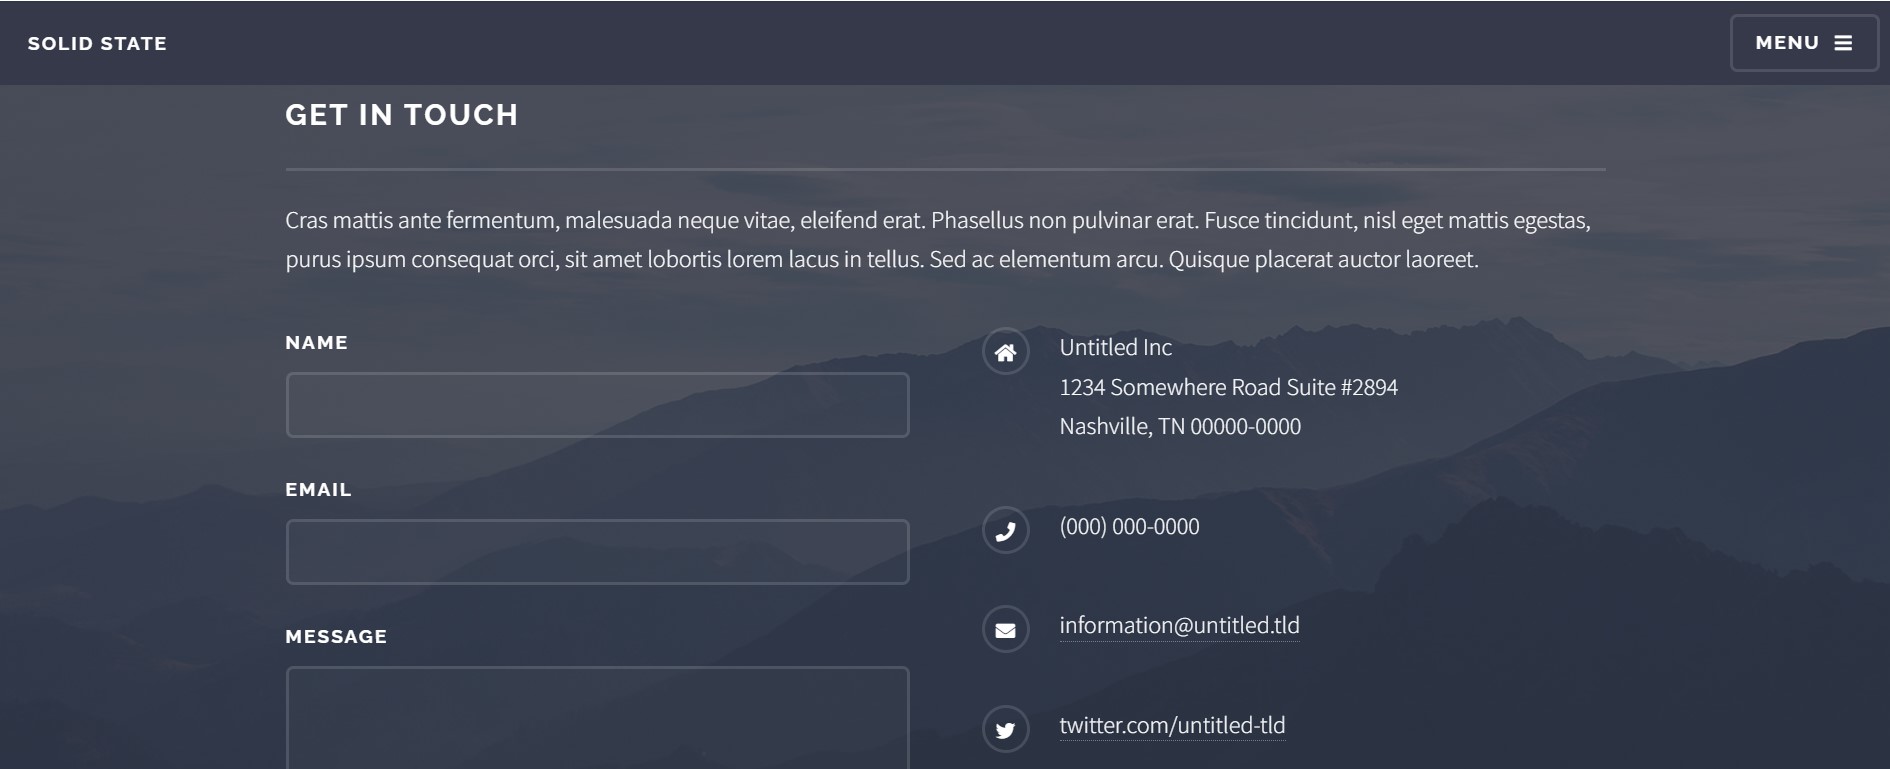 SOLID STATE
MENU
GET IN TOUCH
Cras mattis ante fermentum, malesuada neque vitae, eleifend erat. Phasellus non pulvinar erat. Fusce tincidunt, nisl eget mattis egestas,
purus ipsum consequat orci, sit amet lobortis lorem lacus in tellus. Sed ac elementum arcu. Quisque placerat auctor laoreet.
NAME
EMAIL
MESSAGE
Untitled Inc
1234 Somewhere Road Suite #2894
Nashville, TN 00000-0000
(000) 000-0000
information@untitled.tld
twitter.com/untitled-tld